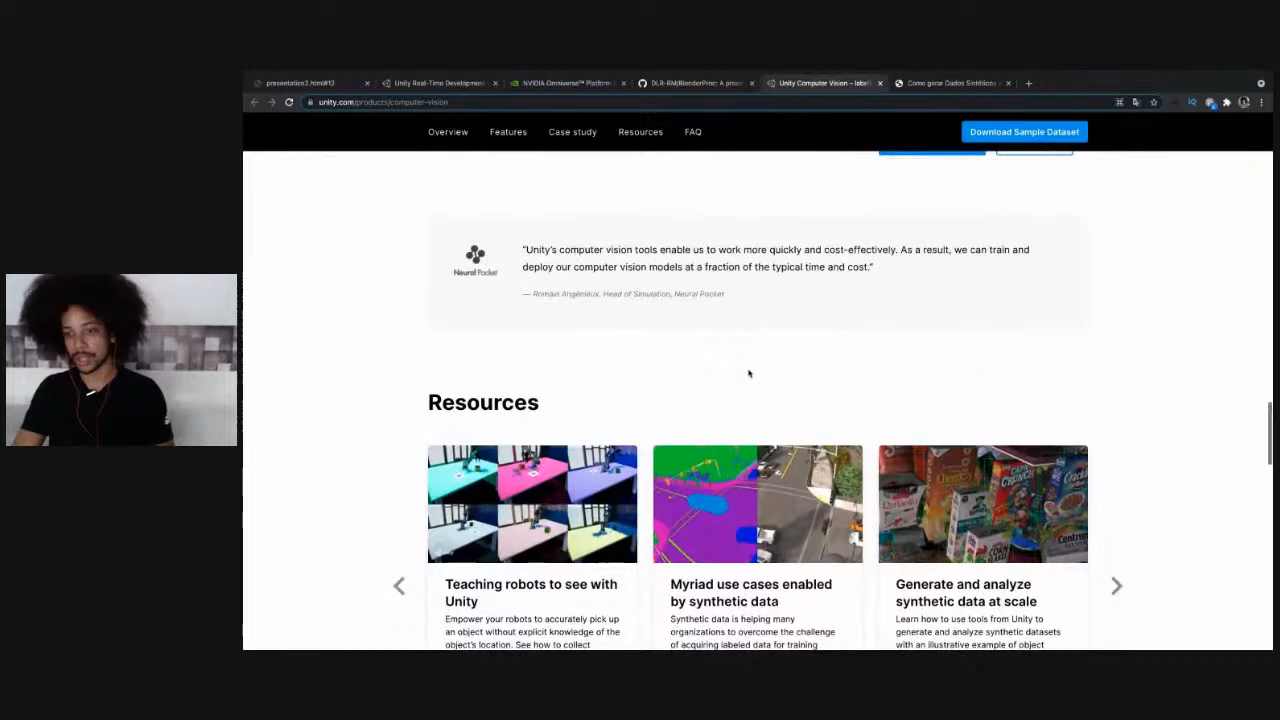 presentation2.html#12
Unity Real-Time Development
NVIDIA Omniverse™ Platform
DLR-RM/BlenderProc: A proce
Unity Computer Vision – label
Como gerar Dados Sintéticos
unity.com/products/computer-vision
Overview
Features
Case study
Resources
FAQ
Download Sample Dataset
Neural Pocket
“Unity’s computer vision tools enable us to work more quickly and cost-effectively. As a result, we can train and
deploy our computer vision models at a fraction of the typical time and cost.”
— Romain Angénieux, Head of Simulation, Neural Pocket
Resources
Teaching robots to see with
Unity
Empower your robots to accurately pick up
an object without explicit knowledge of the
object’s location. See how to collect
Myriad use cases enabled
by synthetic data
Synthetic data is helping many
organizations to overcome the challenge
of acquiring labeled data for training
Generate and analyze
synthetic data at scale
Learn how to use tools from Unity to
generate and analyze synthetic datasets
with an illustrative example of object